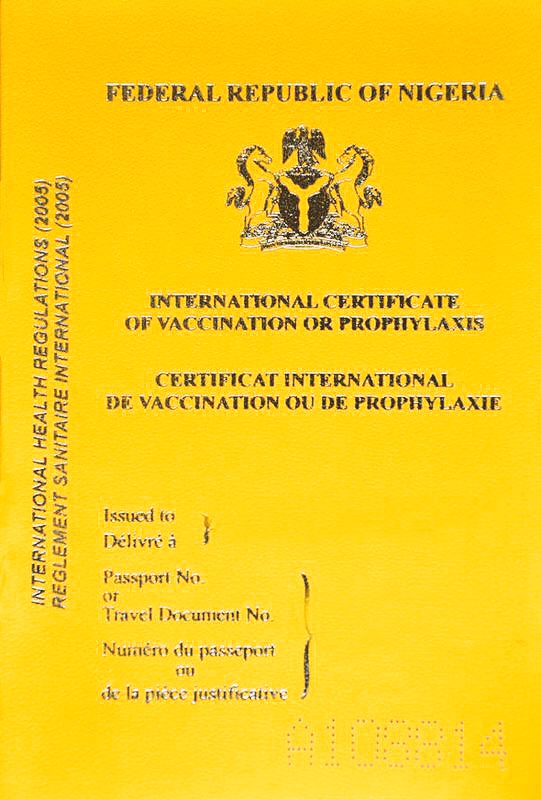 FEDERAL REPUBLIC OF NIGERIA
INTERNATIONAL CERTIFICATE
OF VACCINATION OR PROPHYLAXIS
CERTIFICAT INTERNATIONAL
DE VACCINATION OU DE PROPHYLAXIE
INTERNATIONAL HEALTH REGULATIONS (2005)
REGLEMENT SANITAIRE INTERNATIONAL (2005)
Issued to
Délivré à
Passport No.
or
Travel Document No.
Numéro du passeport
ou
de la pièce justificative
A108814